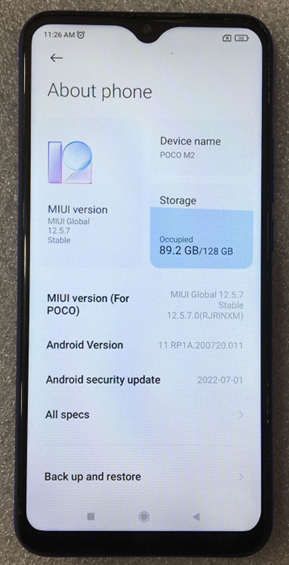 11:26 AM
About phone
12
Device name
POCO M2
MIUI version
MIUI Global
12.5.7
Stable
Storage
Occupied
89.2 GB/128 GB
MIUI version (For
POCO)
MIUI Global 12.5.7
Stable
12.5.7.0(RJRINXM)
Android Version
11 RP1A.200720.011
Android security update
2022-07-01
All specs
Back up and restore